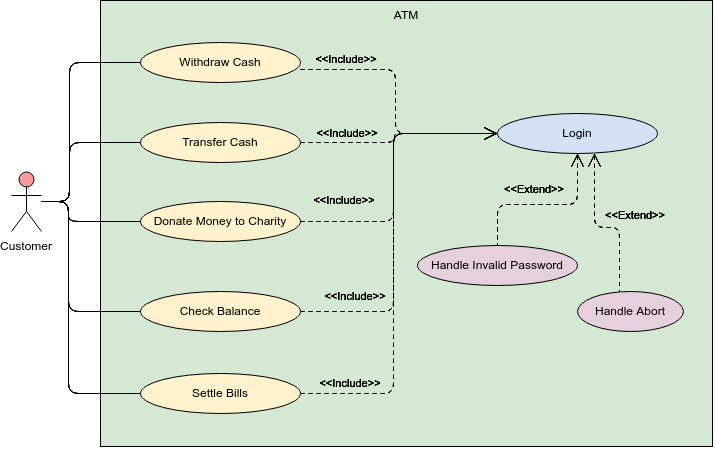 ATM
Withdraw Cash
<<Include>>
Transfer Cash
<<Include>>
Login
Customer
Donate Money to Charity
<<Include>>
<<Extend>>
<<Extend>>
Handle Invalid Password
Check Balance
<<Include>>
Handle Abort
Settle Bills
<<Include>>